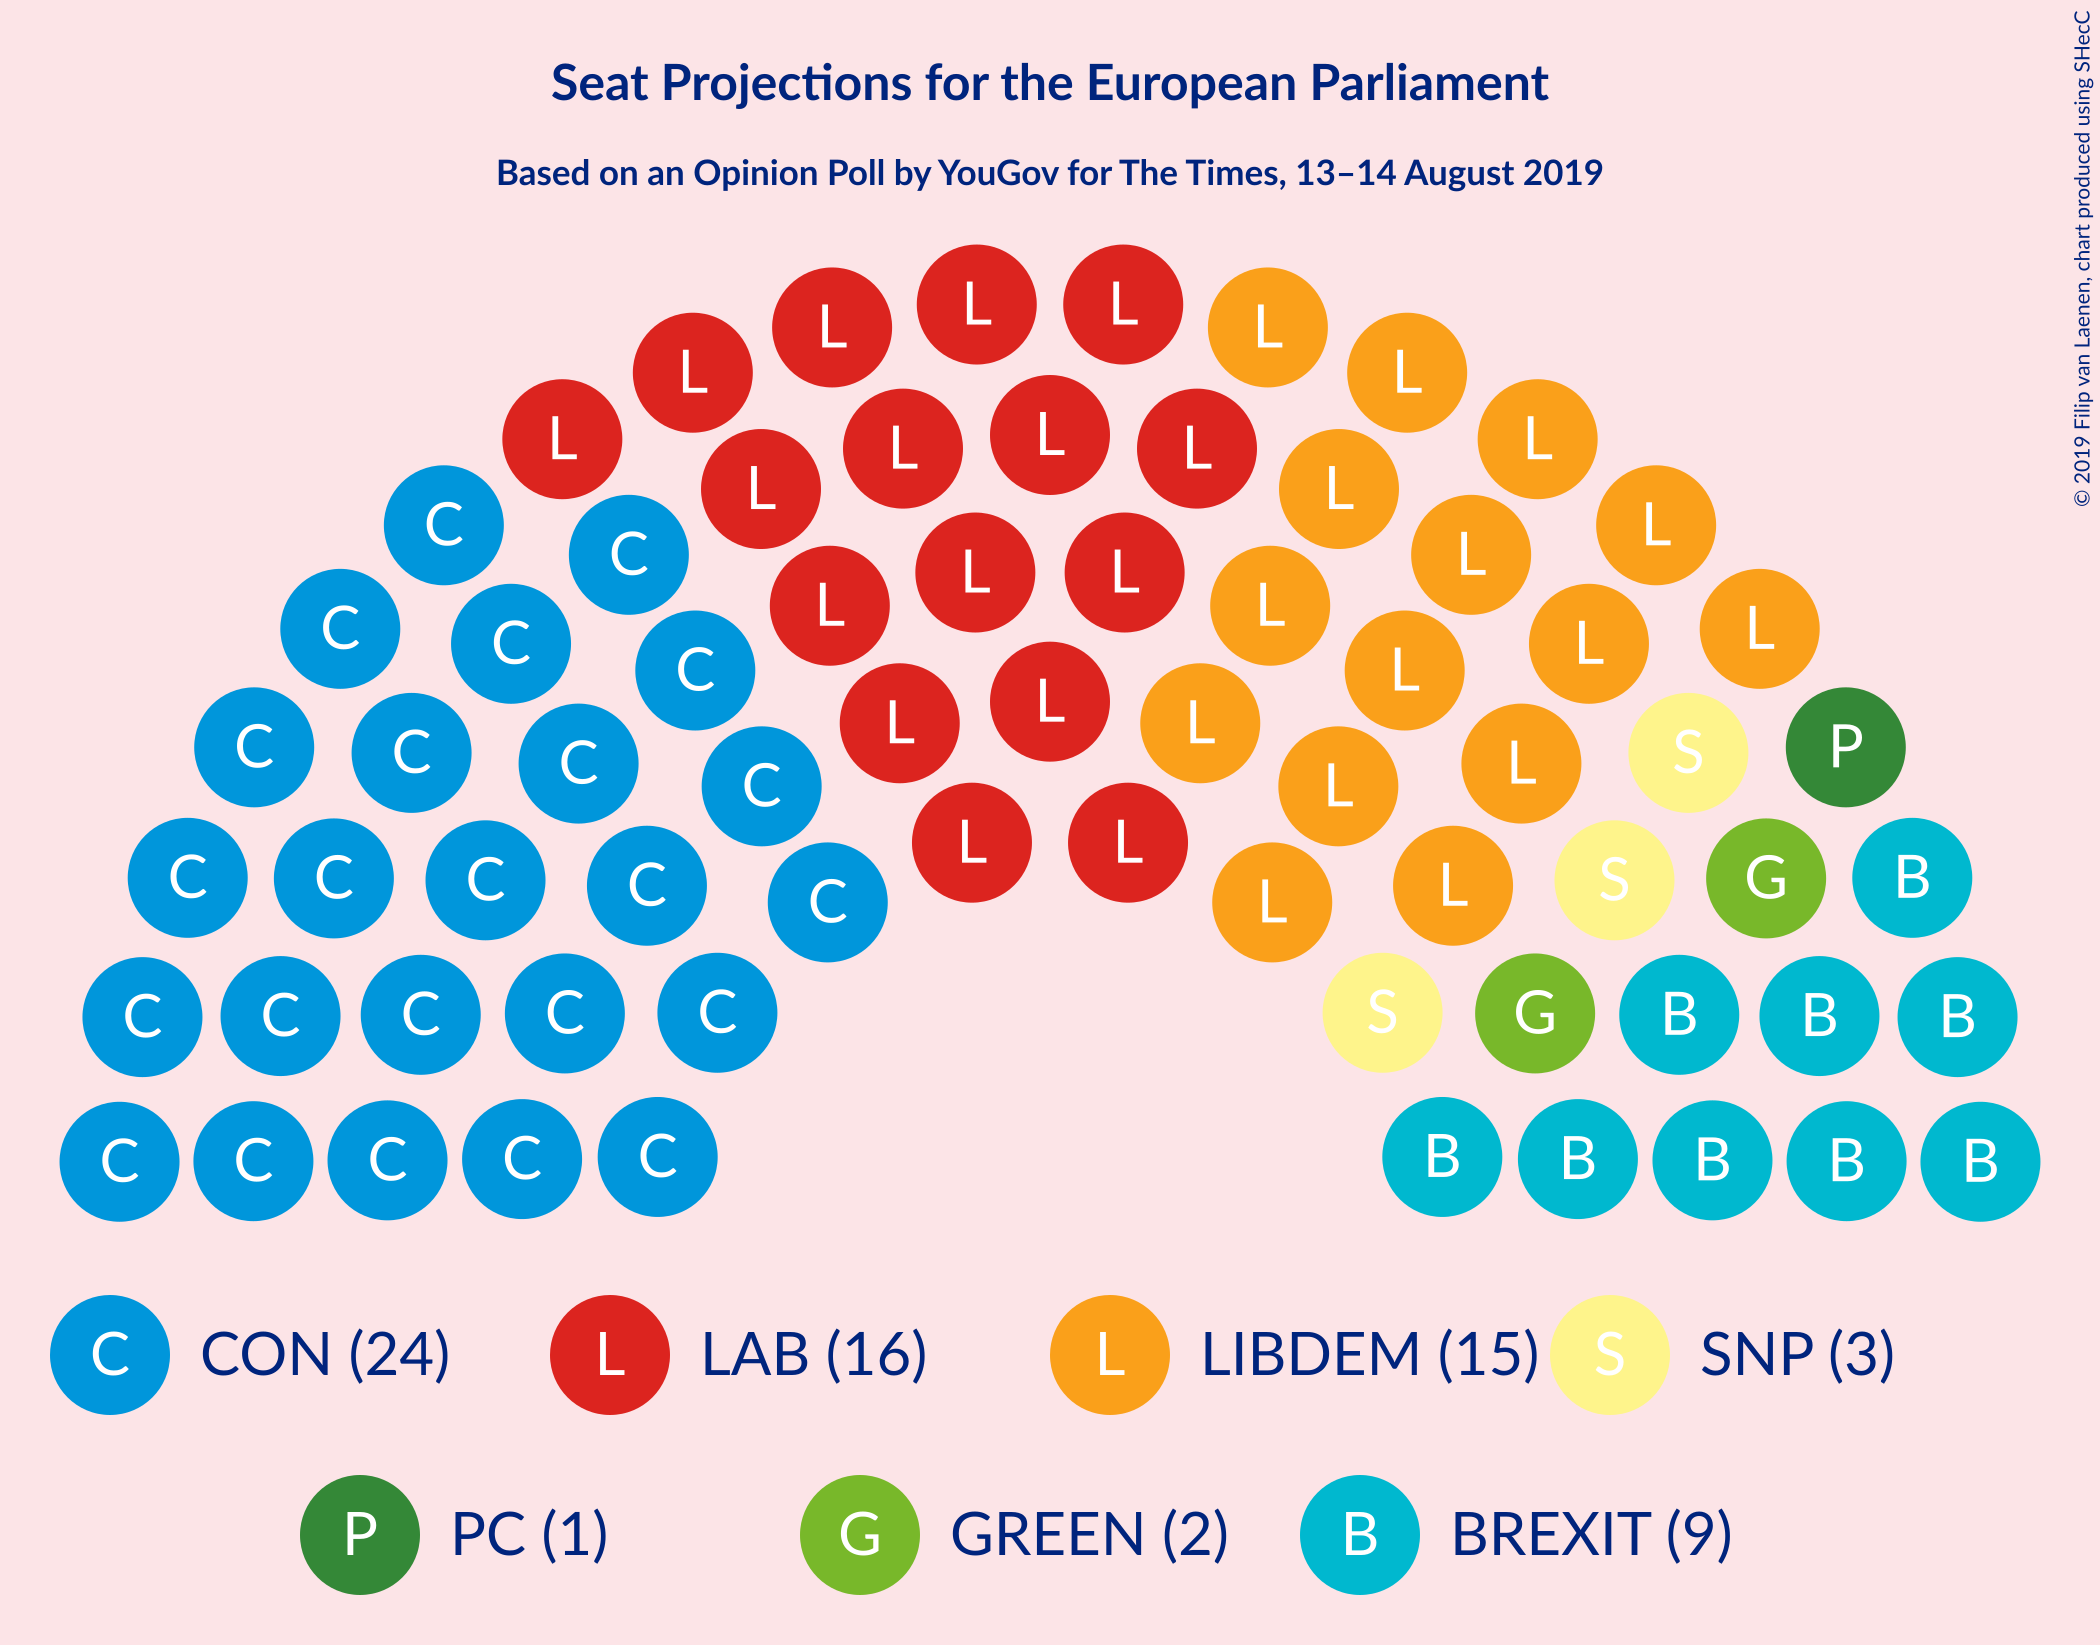 Seat Projections for the European Parliament
Based on an Opinion Poll by YouGov for The Times, 13–14 August 2019
© 2019 Filip van Laenen, chart produced using SHecC
L L
L L
L L
L
L L L
L L
C L L
C L L C L L
L L
C C L L
C C L L
L
L L L
C C C S P
C C L L
L L
C C C C L S G B
C L
C C C C C S G B B B
C C C C C B B B B B
C CON (24) L LAB (16) L LIBDEM (15) S SNP (3)
P PC (1) G GREEN (2) B BREXIT (9)